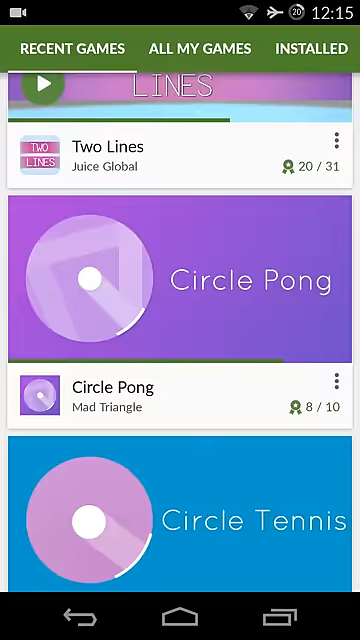 20
12:15
RECENT GAMES
ALL MY GAMES
INSTALLED
LINES
TWO
LINES
Two Lines
Juice Global
20 / 31
Circle Pong
Circle Pong
Mad Triangle
8 / 10
Circle Tennis